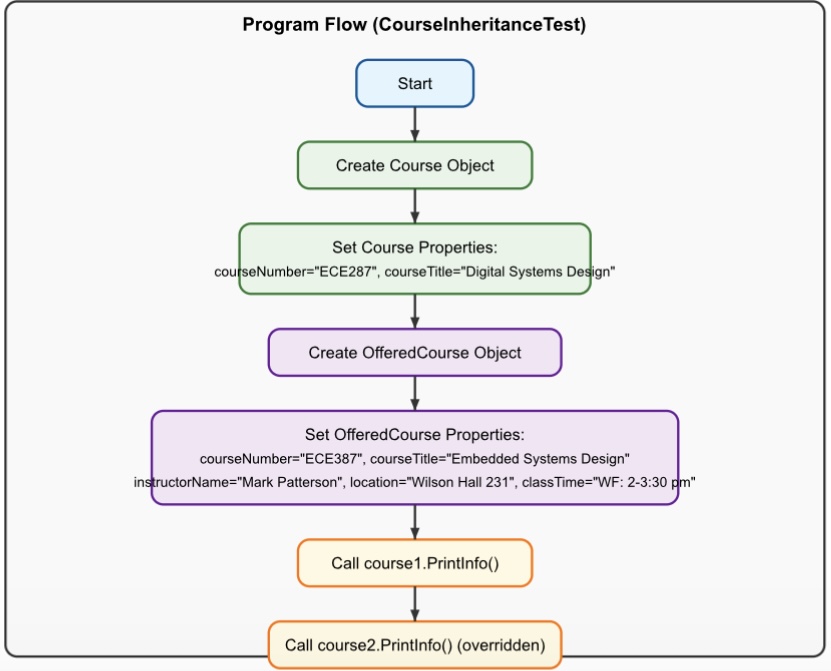 Program Flow (CourseInheritanceTest)
Start
Create Course Object
Set Course Properties:
courseNumber="ECE287", courseTitle="Digital Systems Design"
Create OfferedCourse Object
Set OfferedCourse Properties:
courseNumber="ECE387", courseTitle="Embedded Systems Design"
instructorName="Mark Patterson", location="Wilson Hall 231", classTime="WF: 2-3:30 pm"
Call course1.PrintInfo()
Call course2.PrintInfo() (overridden)